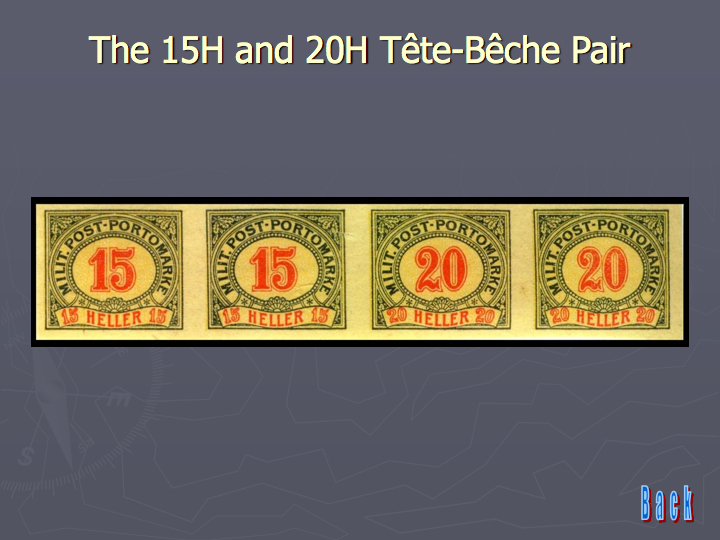 The 15H and 20H Tête-Bêche Pair
MILIT. POST-PORTOMARKE
15
15 HELLER 15
MILIT. POST-PORTOMARKE
15
15 HELLER 15
MILIT. POST-PORTOMARKE
20
20 HELLER 20
MILIT. POST-PORTOMARKE
20
20 HELLER 20
m
S
Back